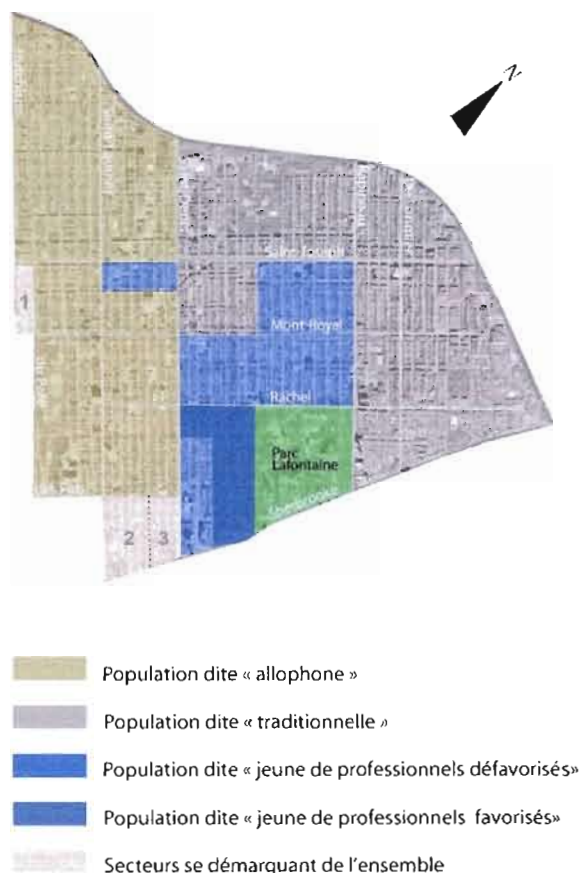 N
Saint-Joseph
1
Mont-Royal
Rachel
Parc
Lafontaine
Sherbrooke
2
3
Population dite « allophone »
Population dite « traditionnelle »
Population dite « jeune de professionnels défavorisés»
Population dite « jeune de professionnels favorisés»
Secteurs se démarquant de l'ensemble